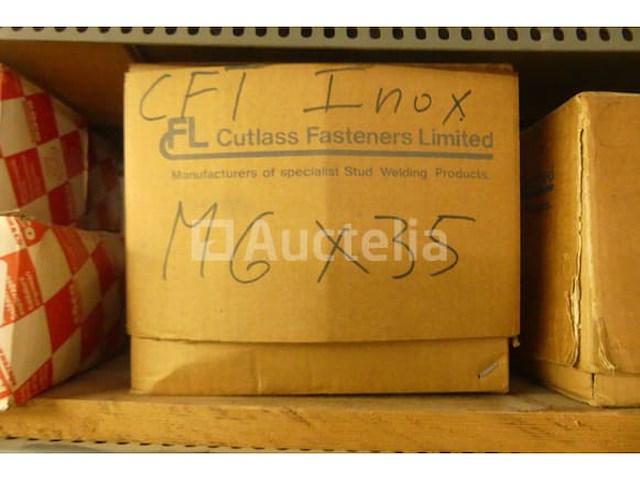 CFT Inox
CFL Cutlass Fasteners Limited
Manufacturers of specialist Stud Welding Products.
M6 X 35
Auctelia